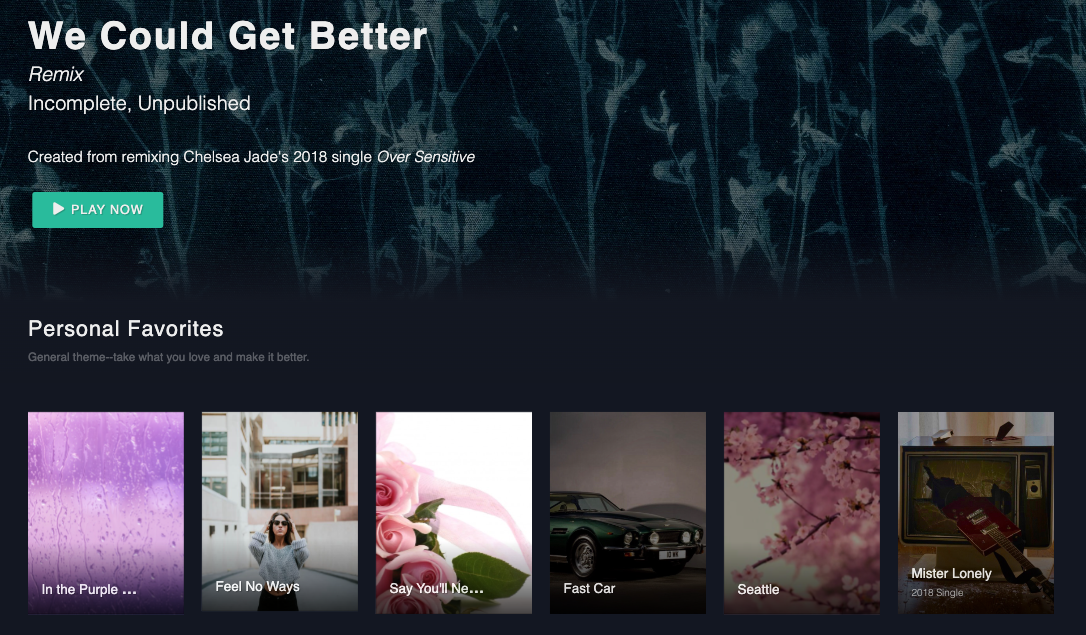 We Could Get Better
Remix
Incomplete, Unpublished
Created from remixing Chelsea Jade's 2018 single Over Sensitive
PLAY NOW
Personal Favorites
General theme--take what you love and make it better.
In the Purple ...
Feel No Ways
Say You'll Ne...
Fast Car
Seattle
Mister Lonely
2018 Single